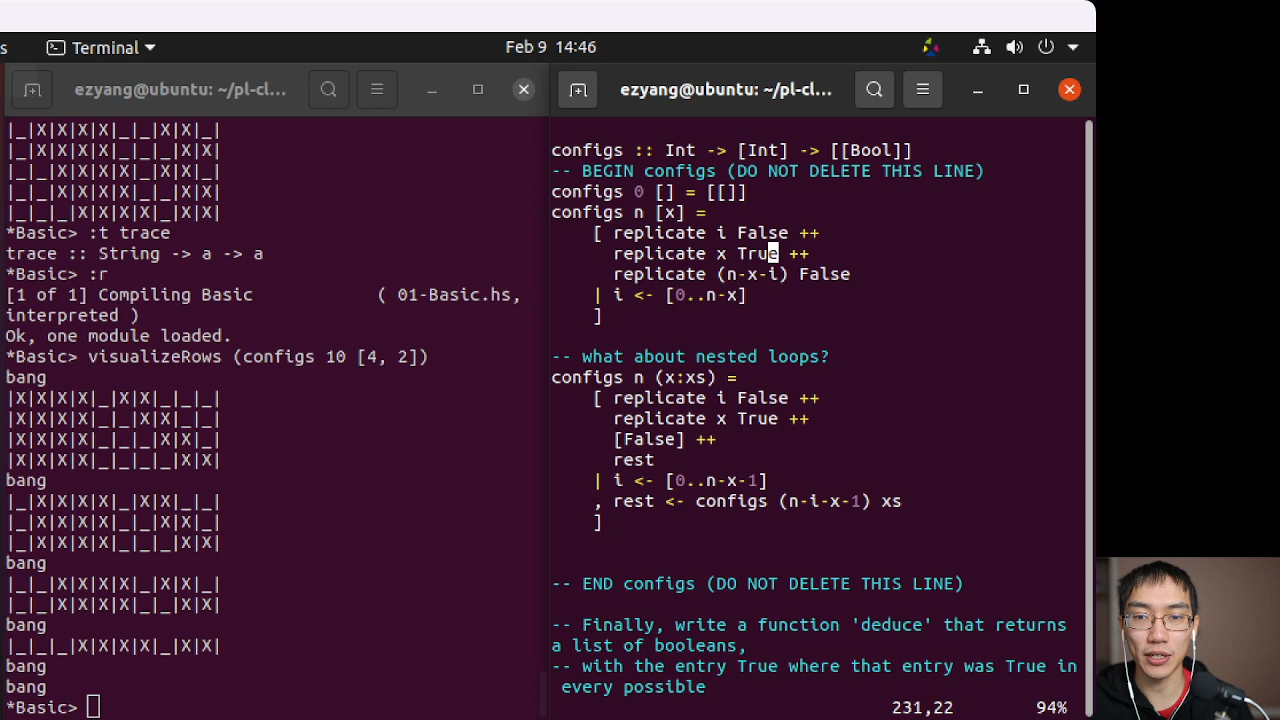 s Terminal Feb 9 14:46
ezyang@ubuntu: ~/pl-cl...
|_|X|X|X|X|_|_|X|X|_|
|_|X|X|X|X|_|_|_|X|X|
|_|_|X|X|X|X|_|X|X|_|
|_|_|X|X|X|X|_|_|X|X|
|_|_|_|X|X|X|X|_|X|X|
*Basic> :t trace
trace :: String -> a -> a
*Basic> :r
[1 of 1] Compiling Basic ( 01-Basic.hs,
interpreted )
Ok, one module loaded.
*Basic> visualizeRows (configs 10 [4, 2])
bang
|X|X|X|X|_|X|X|_|_|_|
|X|X|X|X|_|_|X|X|_|_|
|X|X|X|X|_|_|_|X|X|_|
|X|X|X|X|_|_|_|_|X|X|
bang
|_|X|X|X|X|_|X|X|_|_|
|_|X|X|X|X|_|_|X|X|_|
|_|X|X|X|X|_|_|_|X|X|
bang
|_|_|X|X|X|X|_|X|X|_|
|_|_|X|X|X|X|_|_|X|X|
bang
|_|_|_|X|X|X|X|_|X|X|
bang
bang
*Basic>
ezyang@ubuntu: ~/pl-cl...
configs :: Int -> [Int] -> [[Bool]]
-- BEGIN configs (DO NOT DELETE THIS LINE)
configs 0 [] = [[]]
configs n [x] =
    [ replicate i False ++
      replicate x True ++
      replicate (n-x-i) False
    | i <- [0..n-x]
    ]
-- what about nested loops?
configs n (x:xs) =
    [ replicate i False ++
      replicate x True ++
      [False] ++
      rest
    | i <- [0..n-x-1]
    , rest <- configs (n-i-x-1) xs
    ]
-- END configs (DO NOT DELETE THIS LINE)
-- Finally, write a function 'deduce' that returns
a list of booleans,
-- with the entry True where that entry was True in
every possible
231,22 94%